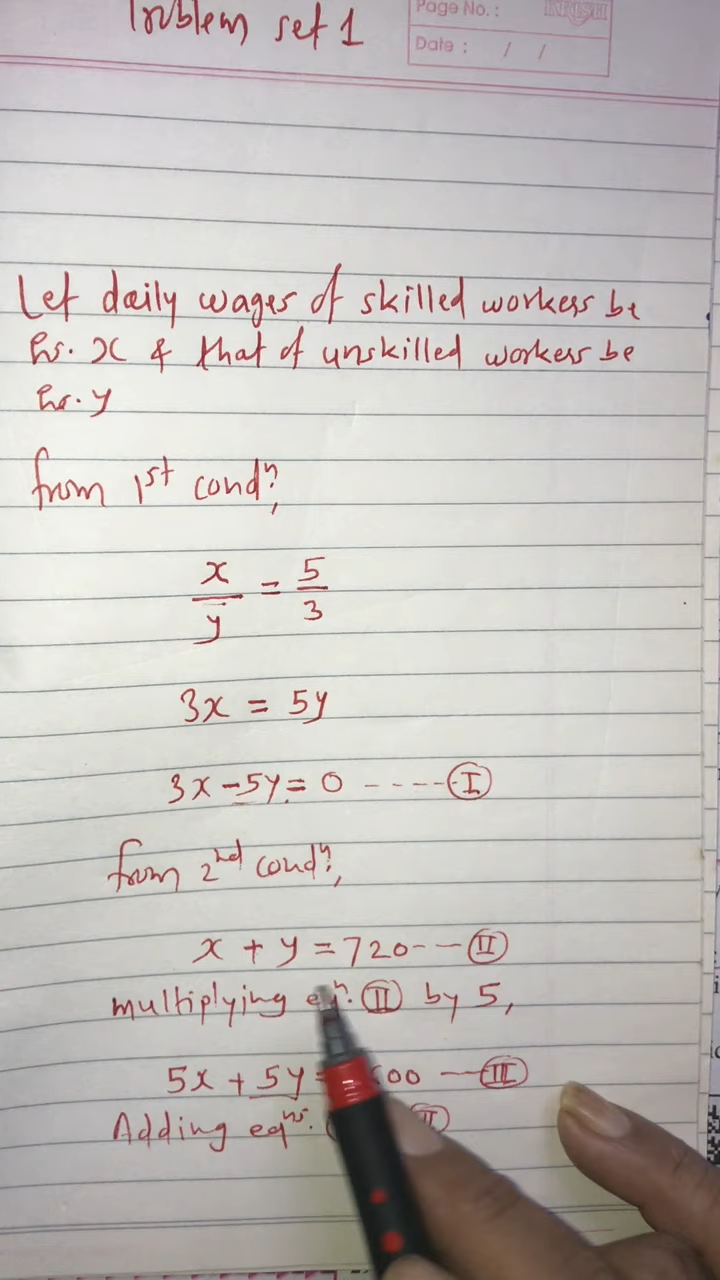 Problem set 1
Page No.:
Date : / /
Let daily wages of skilled workers be
Rs. x & that of unskilled workers be
Rs. y
from 1st condⁿ,
x/y = 5/3
3x = 5y
3x - 5y = 0 ---- (I)
from 2nd condⁿ,
x + y = 720 --- (II)
multiplying eqⁿ. (II) by 5,
5x + 5y = 600 — (III)
Adding eqⁿˢ.